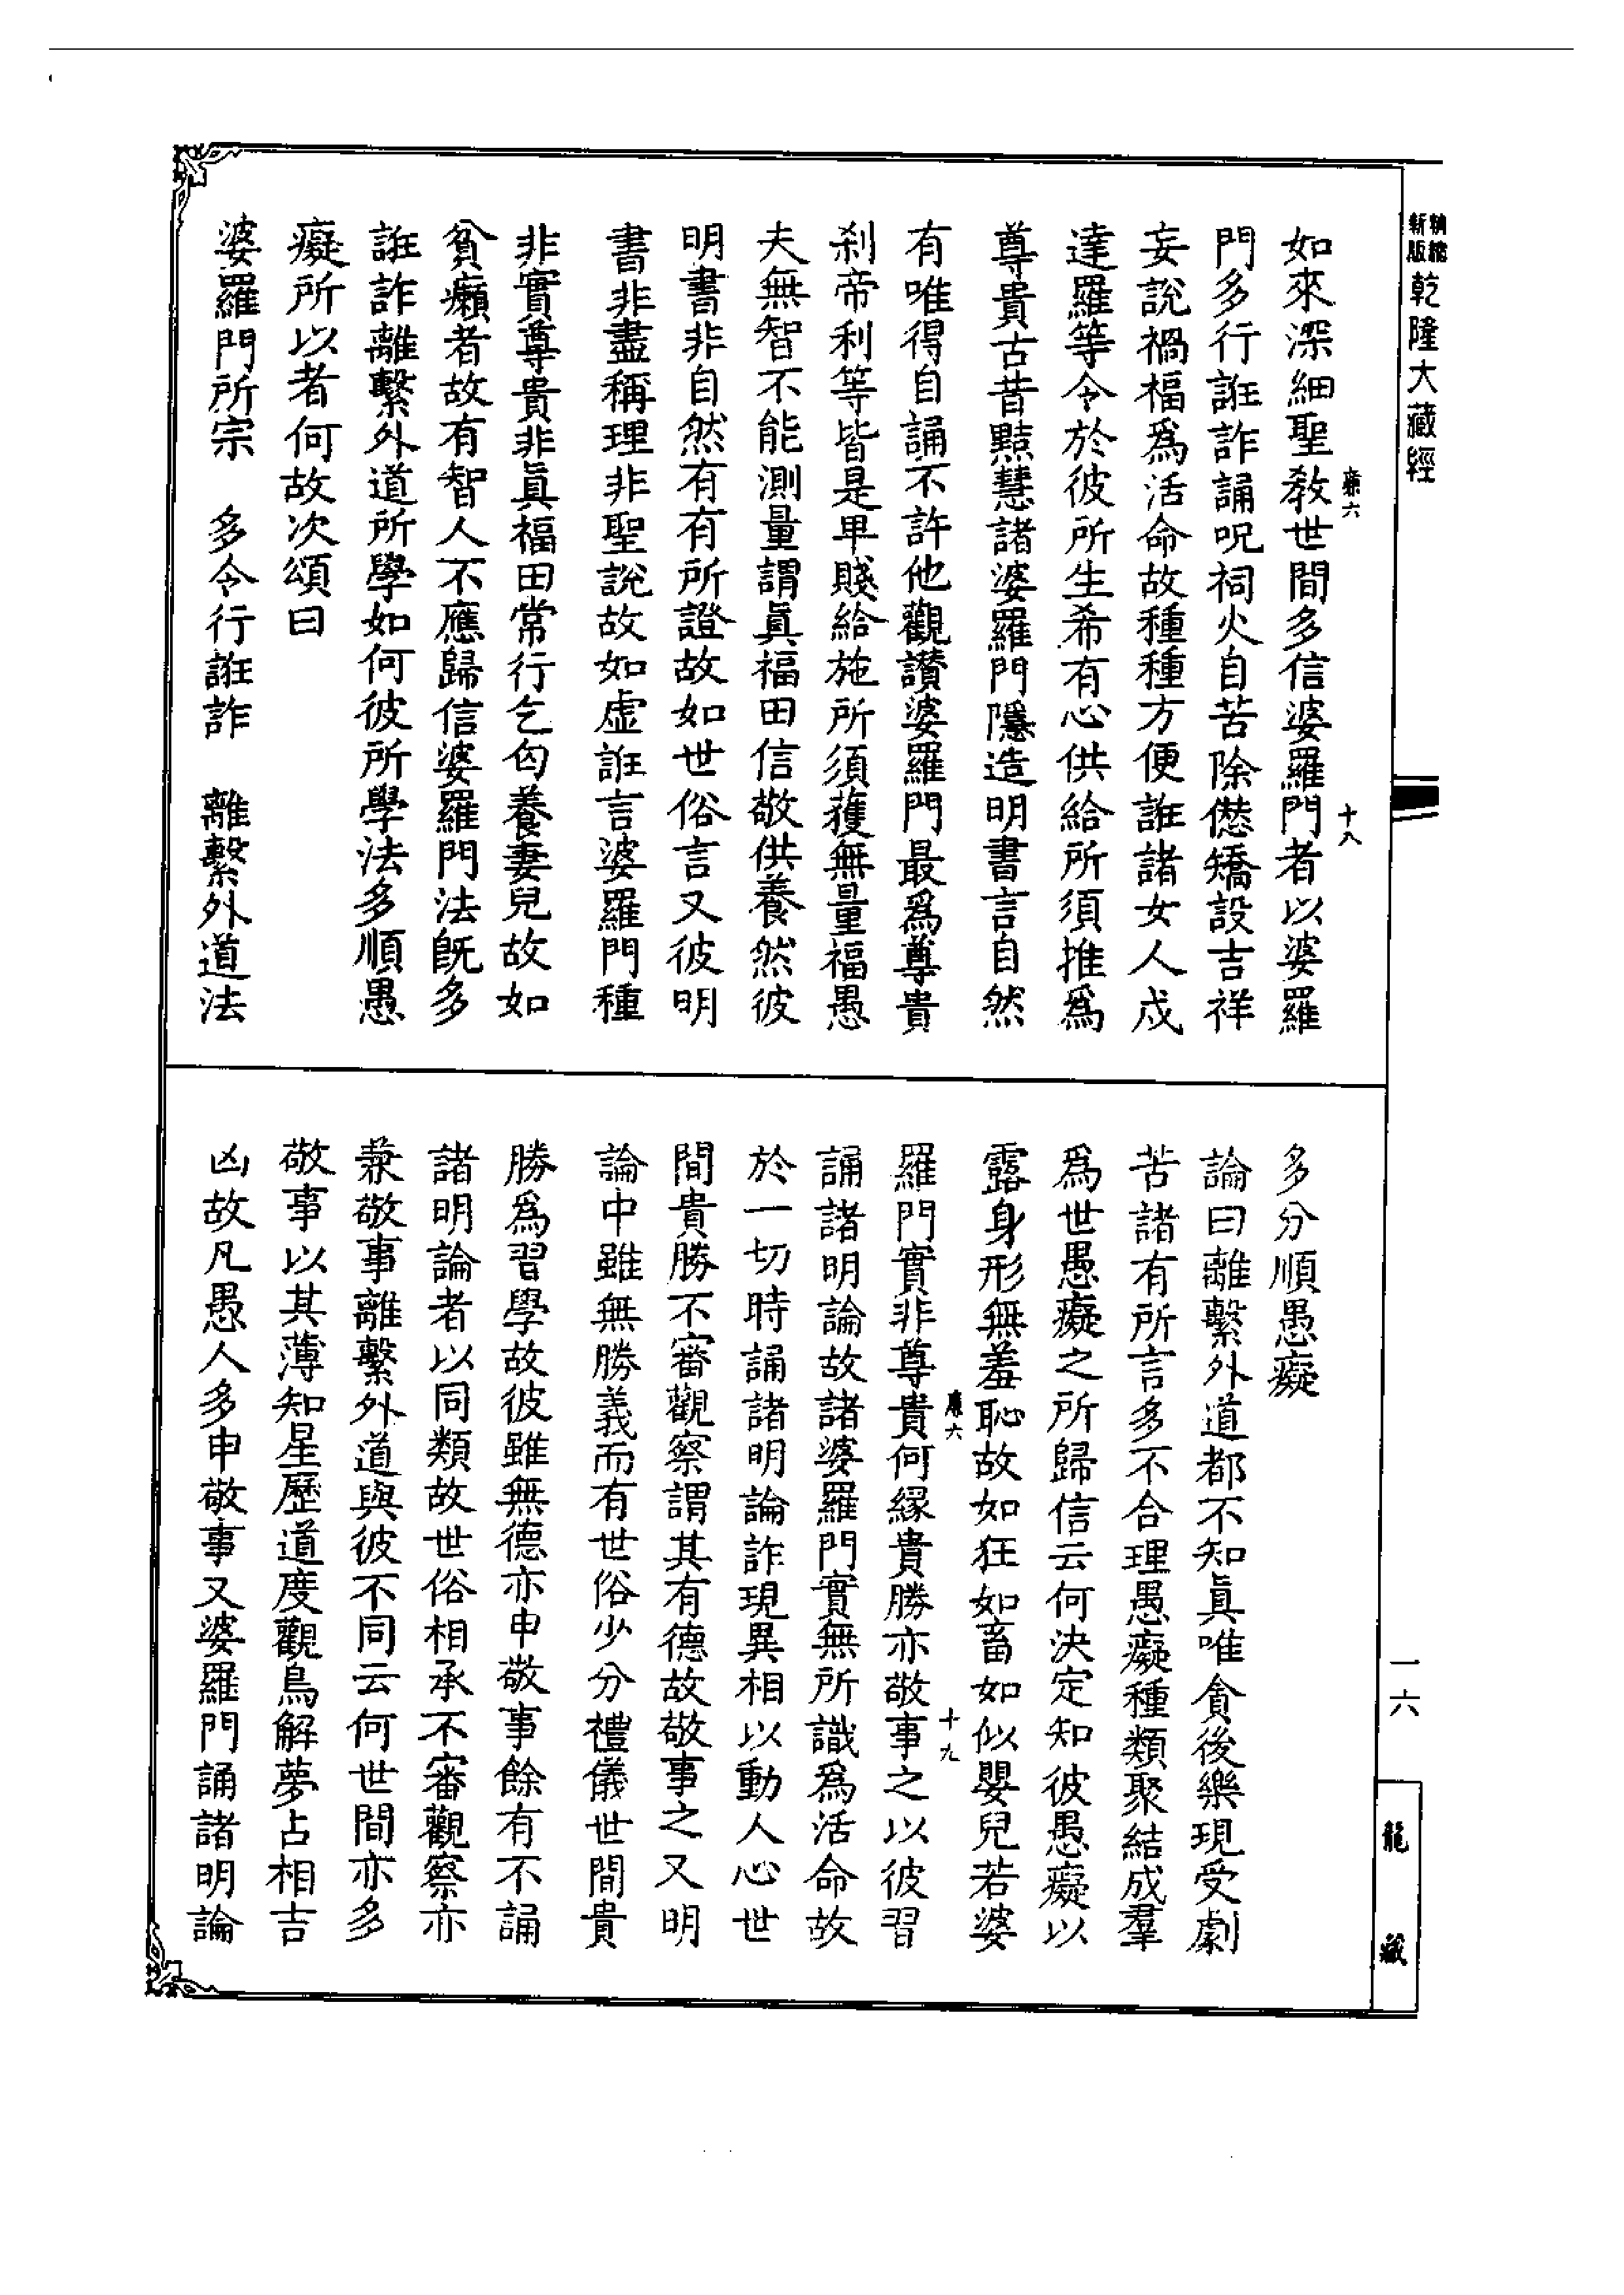 精縮
新版
乾隆大藏經
一六
龍藏
如來深細聖教世間多信婆羅門者以婆羅
門多行誑詐誦呪祠火自苦除愆矯設吉祥
妄說禍福爲活命故種種方便誑諸女人戍
達羅等令於彼所生希有心供給所須推爲
尊貴古昔黠慧諸婆羅門隱造明書言自然
有唯得自誦不許他觀讚婆羅門最爲尊貴
刹帝利等皆是卑賤給施所須獲無量福愚
夫無智不能測量謂眞福田信敬供養然彼
明書非自然有有所證故如世俗言又彼明
書非盡稱理非聖說故如虛誑言婆羅門種
非實尊貴非眞福田常行乞匃養妻兒故如
貧癩者故有智人不應歸信婆羅門法旣多
誑詐離繫外道所學如何彼所學法多順愚
癡所以者何故次頌曰
婆羅門所宗　多令行誑詐　離繫外道法
康六
十八
多分順愚癡
論曰離繫外道都不知眞唯貪後樂現受劇
苦諸有所言多不合理愚癡種類聚結成羣
爲世愚癡之所歸信云何決定知彼愚癡以
露身形無羞恥故如狂如畜如似嬰兒若婆
羅門實非尊貴何緣貴勝亦敬事之以彼習
誦諸明論故諸婆羅門實無所識爲活命故
於一切時誦諸明論詐現異相以動人心世
間貴勝不審觀察謂其有德故敬事之又明
論中雖無勝義而有世俗少分禮儀世間貴
勝爲習學故彼雖無德亦申敬事餘有不誦
諸明論者以同類故世俗相承不審觀察亦
兼敬事離繫外道與彼不同云何世間亦多
敬事以其薄知星歷道度觀鳥解夢占相吉
凶故凡愚人多申敬事又婆羅門誦諸明論
康六
十九